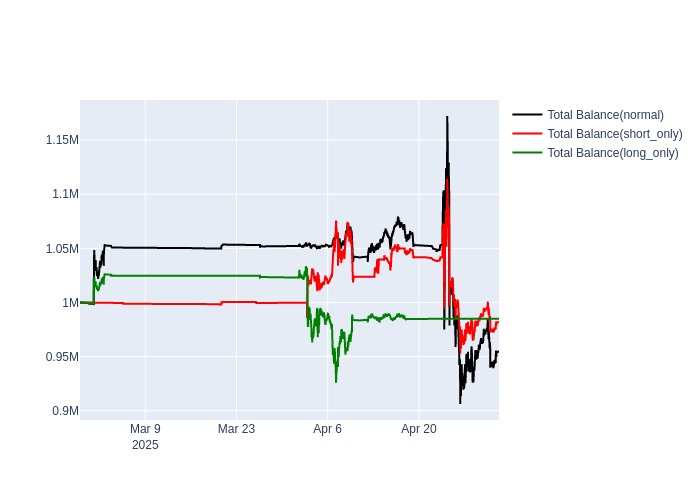 Total Balance(normal)
Total Balance(short_only)
Total Balance(long_only)
1.15M
1.1M
1.05M
1M
0.95M
0.9M
Mar 9
2025
Mar 23
Apr 6
Apr 20